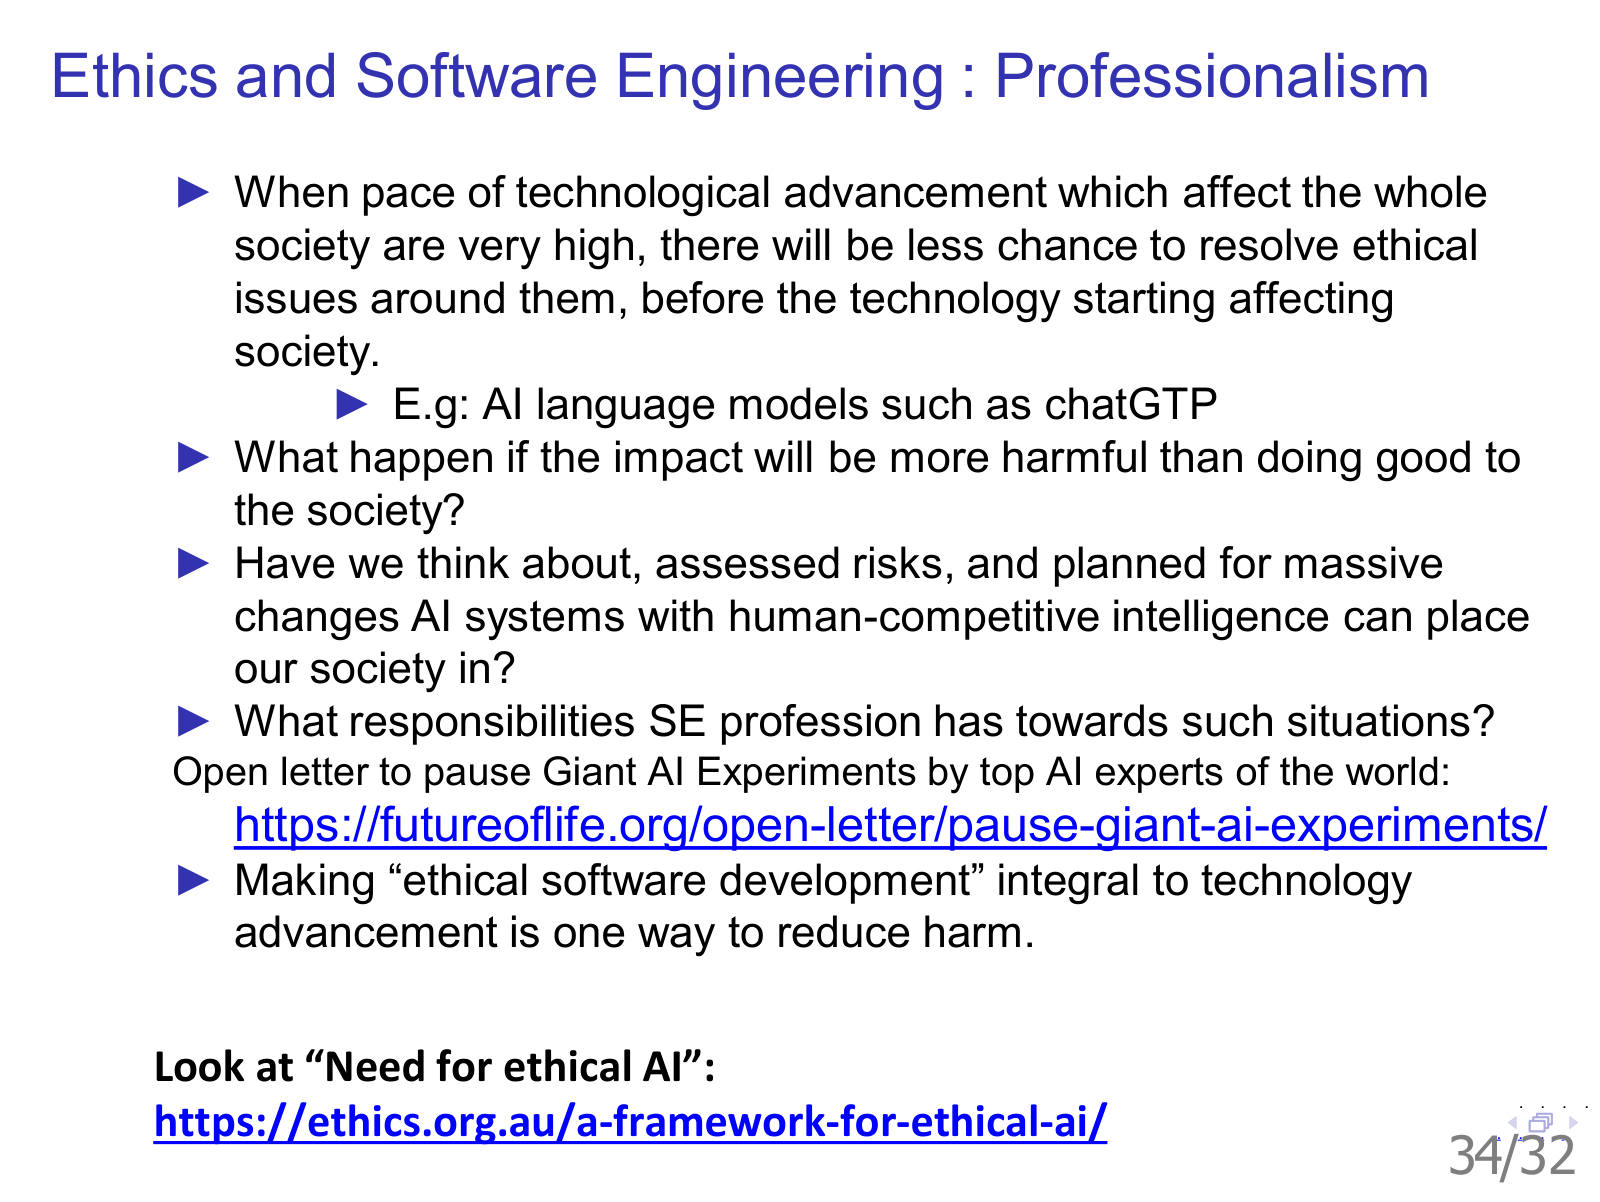 Ethics and Software Engineering : Professionalism
► When pace of technological advancement which affect the whole
society are very high, there will be less chance to resolve ethical
issues around them, before the technology starting affecting
society.
► E.g: AI language models such as chatGTP
► What happen if the impact will be more harmful than doing good to
the society?
► Have we think about, assessed risks, and planned for massive
changes AI systems with human-competitive intelligence can place
our society in?
► What responsibilities SE profession has towards such situations?
Open letter to pause Giant AI Experiments by top AI experts of the world:
https://futureoflife.org/open-letter/pause-giant-ai-experiments/
► Making “ethical software development” integral to technology
advancement is one way to reduce harm.
Look at “Need for ethical AI”:
https://ethics.org.au/a-framework-for-ethical-ai/
34/32